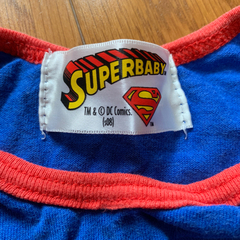 SUPERBABY
TM & © DC Comics.
(s08)
S